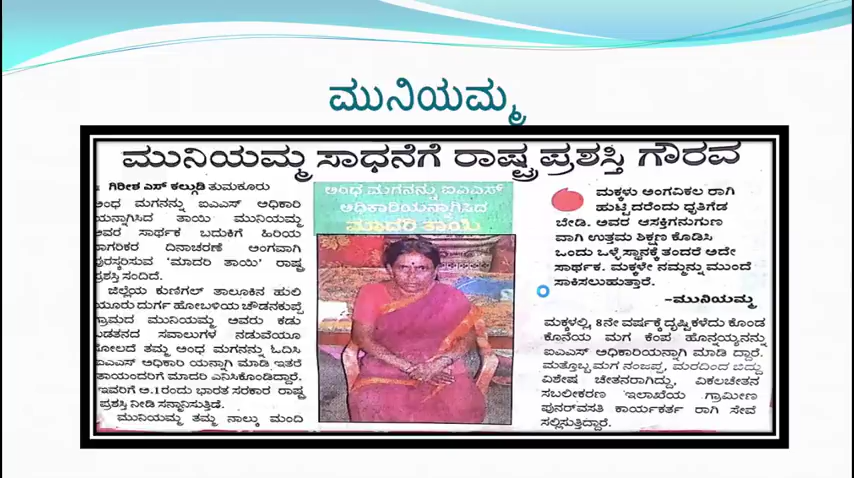 ಮುನಿಯಮ್ಮ
ಮುನಿಯಮ್ಮ ಸಾಧನೆಗೆ ರಾಷ್ಟ್ರ ಪ್ರಶಸ್ತಿ ಗೌರವ
ಗಿರೀಶ ಎಸ್ ಕಲ್ಗುಡಿ ತುಮಕೂರು
ಅಂಧ ಮಗನನ್ನು ಐಎಎಸ್ ಅಧಿಕಾರಿ
ಯನ್ನಾಗಿಸಿದ ತಾಯಿ ಮುನಿಯಮ್ಮ
ಅವರ ಸಾರ್ಥಕ ಬದುಕಿಗೆ ಹಿರಿಯ
ನಾಗರಿಕರ ದಿನಾಚರಣೆ ಅಂಗವಾಗಿ
ಪುರಸ್ಕರಿಸುವ 'ಮಾದರಿ ತಾಯಿ' ರಾಷ್ಟ್ರ
ಪ್ರಶಸ್ತಿ ಸಂದಿದೆ.
ಜಿಲ್ಲೆಯ ಕುಣಿಗಲ್ ತಾಲೂಕಿನ ಹುಲಿ
ಯೂರು ದುರ್ಗ ಹೋಬಳಿಯ ಚೌಡನಕುಪ್ಪೆ
ಗ್ರಾಮದ ಮುನಿಯಮ್ಮ ಅವರು ಕಡು
ಬಡತನದ ಸವಾಲುಗಳ ನಡುವೆಯೂ
ಸೋಲದೆ ತಮ್ಮ ಅಂಧ ಮಗನನ್ನು ಓದಿಸಿ
ಐಎಎಸ್ ಅಧಿಕಾರಿ ಯನ್ನಾಗಿ ಮಾಡಿ ಇತರೆ
ತಾಯಂದರಿಗೆ ಮಾದರಿ ಎನಿಸಿಕೊಂಡಿದ್ದಾರೆ.
ಇವರಿಗೆ ಅ.1ರಂದು ಭಾರತ ಸರಕಾರ ರಾಷ್ಟ್ರ
ಪ್ರಶಸ್ತಿ ನೀಡಿ ಸನ್ಮಾನಿಸುತ್ತಿದೆ.
ಮುನಿಯಮ್ಮ ತಮ್ಮ ನಾಲ್ಕು ಮಂದಿ
ಅಂಧ ಮಗನನ್ನು ಐಎಎಸ್
ಅಧಿಕಾರಿಯನ್ನಾಗಿಸಿದ
ಮಾದರಿ ತಾಯಿ
ಮಕ್ಕಳು ಅಂಗವಿಕಲ ರಾಗಿ
ಹುಟ್ಟಿದರೆಂದು ಧೃತಿಗೆಡ
ಬೇಡಿ. ಅವರ ಆಸಕ್ತಿಗನುಗುಣ
ವಾಗಿ ಉತ್ತಮ ಶಿಕ್ಷಣ ಕೊಡಿಸಿ
ಒಂದು ಒಳ್ಳೆ ಸ್ಥಾನಕ್ಕೆ ತಂದರೆ ಅದೇ
ಸಾರ್ಥಕ. ಮಕ್ಕಳೇ ನಮ್ಮನ್ನು ಮುಂದೆ
ಸಾಕಿಸಲುಹುತ್ತಾರೆ.
-ಮುನಿಯಮ್ಮ
ಮಕ್ಕಳಲ್ಲಿ, 8ನೇ ವರ್ಷಕ್ಕೆ ದೃಷ್ಟಿಕಳೆದು ಕೊಂಡ
ಕೊನೆಯ ಮಗ ಕೆಂಪ ಹೊನ್ನಯ್ಯನನ್ನು
ಐಎಎಸ್ ಅಧಿಕಾರಿಯನ್ನಾಗಿ ಮಾಡಿ ದ್ದಾರೆ.
ಮತ್ತೊಬ್ಬ ಮಗ ನಂಜಪ್ಪ, ಮರದಿಂದ ಬಿದ್ದು
ವಿಶೇಷ ಚೇತನರಾಗಿದ್ದು, ವಿಕಲಚೇತನ
ಸಬಲೀಕರಣ ಇಲಾಖೆಯ ಗ್ರಾಮೀಣ
ಪುನರ್‌ವಸತಿ ಕಾರ್ಯಕರ್ತ ರಾಗಿ ಸೇವೆ
ಸಲ್ಲಿಸುತ್ತಿದ್ದಾರೆ.